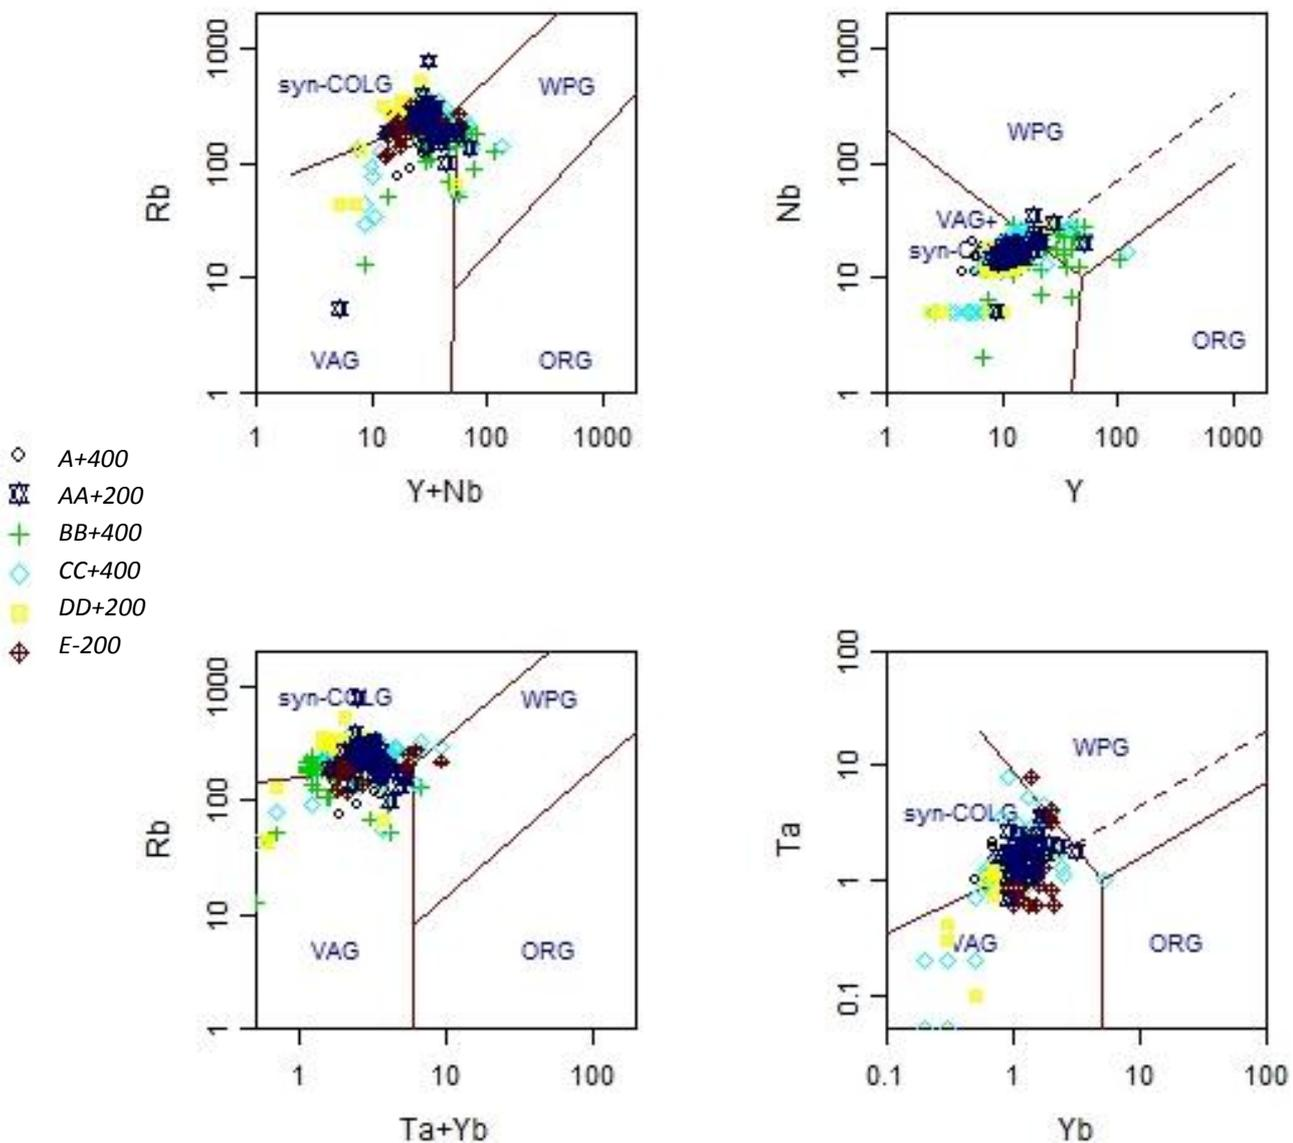 1000
100
10
1
Rb
syn-COLG
WPG
VAG
ORG
1 10 100 1000
Y+Nb
1000
100
10
1
Nb
WPG
VAG+
syn-C
ORG
1 10 100 1000
Y
A+400
AA+200
BB+400
CC+400
DD+200
E-200
1000
100
10
1
Rb
syn-COLG
WPG
VAG
ORG
1 10 100
Ta+Yb
100
10
1
0.1
Ta
WPG
syn-COLG
VAG
ORG
0.1 1 10 100
Yb